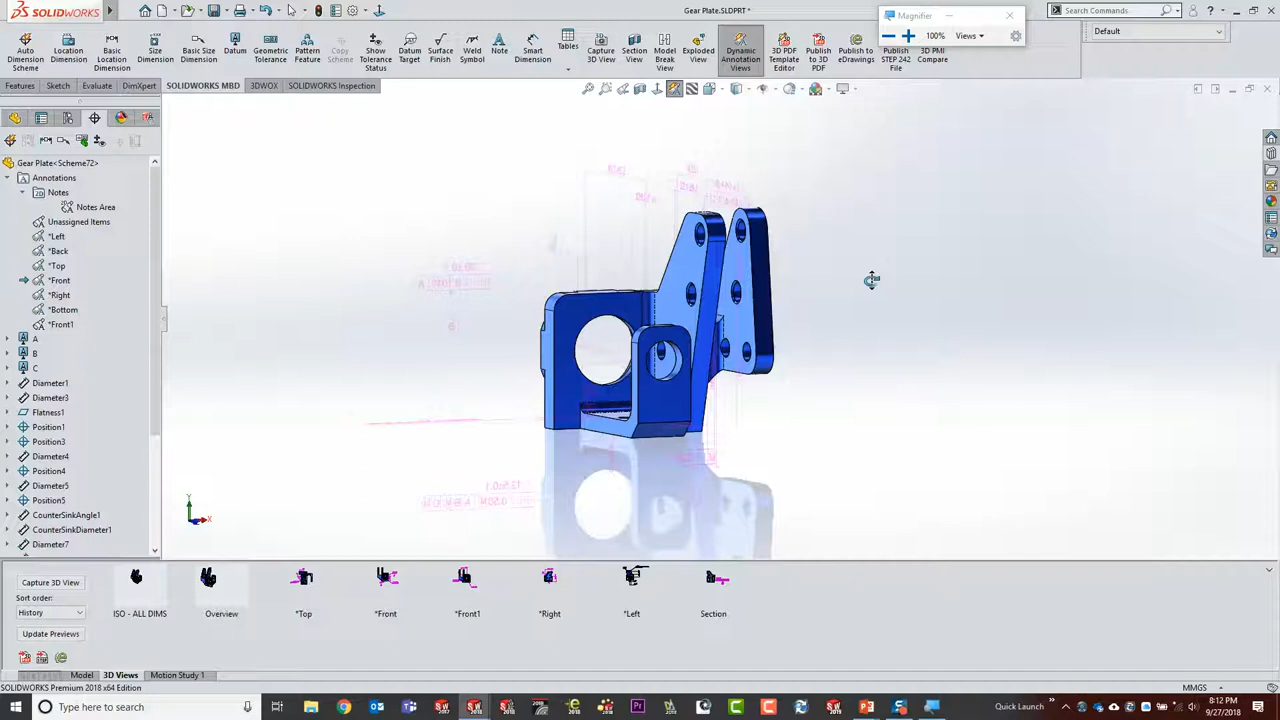 SOLIDWORKS
Gear Plate.SLDPRT *
Search Commands
Magnifier
100%
Views
Default
Auto Dimension Scheme
Location Dimension
Basic Location Dimension
Size Dimension
Basic Size Dimension
Datum
Geometric Tolerance
Pattern Feature
Copy Scheme
Show Tolerance Status
Datum Target
Surface Finish
Weld Symbol
Note
Smart Dimension
Tables
Capture 3D View
Section View
Model Break View
Exploded View
Dynamic Annotation Views
3D PDF Template Editor
Publish to 3D PDF
Publish to eDrawings
Publish STEP 242 File
3D PMI Compare
Features
Sketch
Evaluate
DimXpert
SOLIDWORKS MBD
3DWOX
SOLIDWORKS Inspection
Gear Plate<Scheme72>
Annotations
Notes
Notes Area
Unassigned Items
*Left
*Back
*Top
*Front
*Right
*Bottom
*Front1
A
B
C
Diameter1
Diameter3
Flatness1
Position1
Position3
Diameter4
Position4
Diameter5
Position5
CounterSinkAngle1
CounterSinkDiameter1
Diameter7
Y
X
Capture 3D View
Sort order:
History
Update Previews
ISO - ALL DIMS
Overview
*Top
*Front
*Front1
*Right
*Left
Section
Model
3D Views
Motion Study 1
SOLIDWORKS Premium 2018 x64 Edition
MMGS
Type here to search
Quick Launch
8:12 PM
9/27/2018